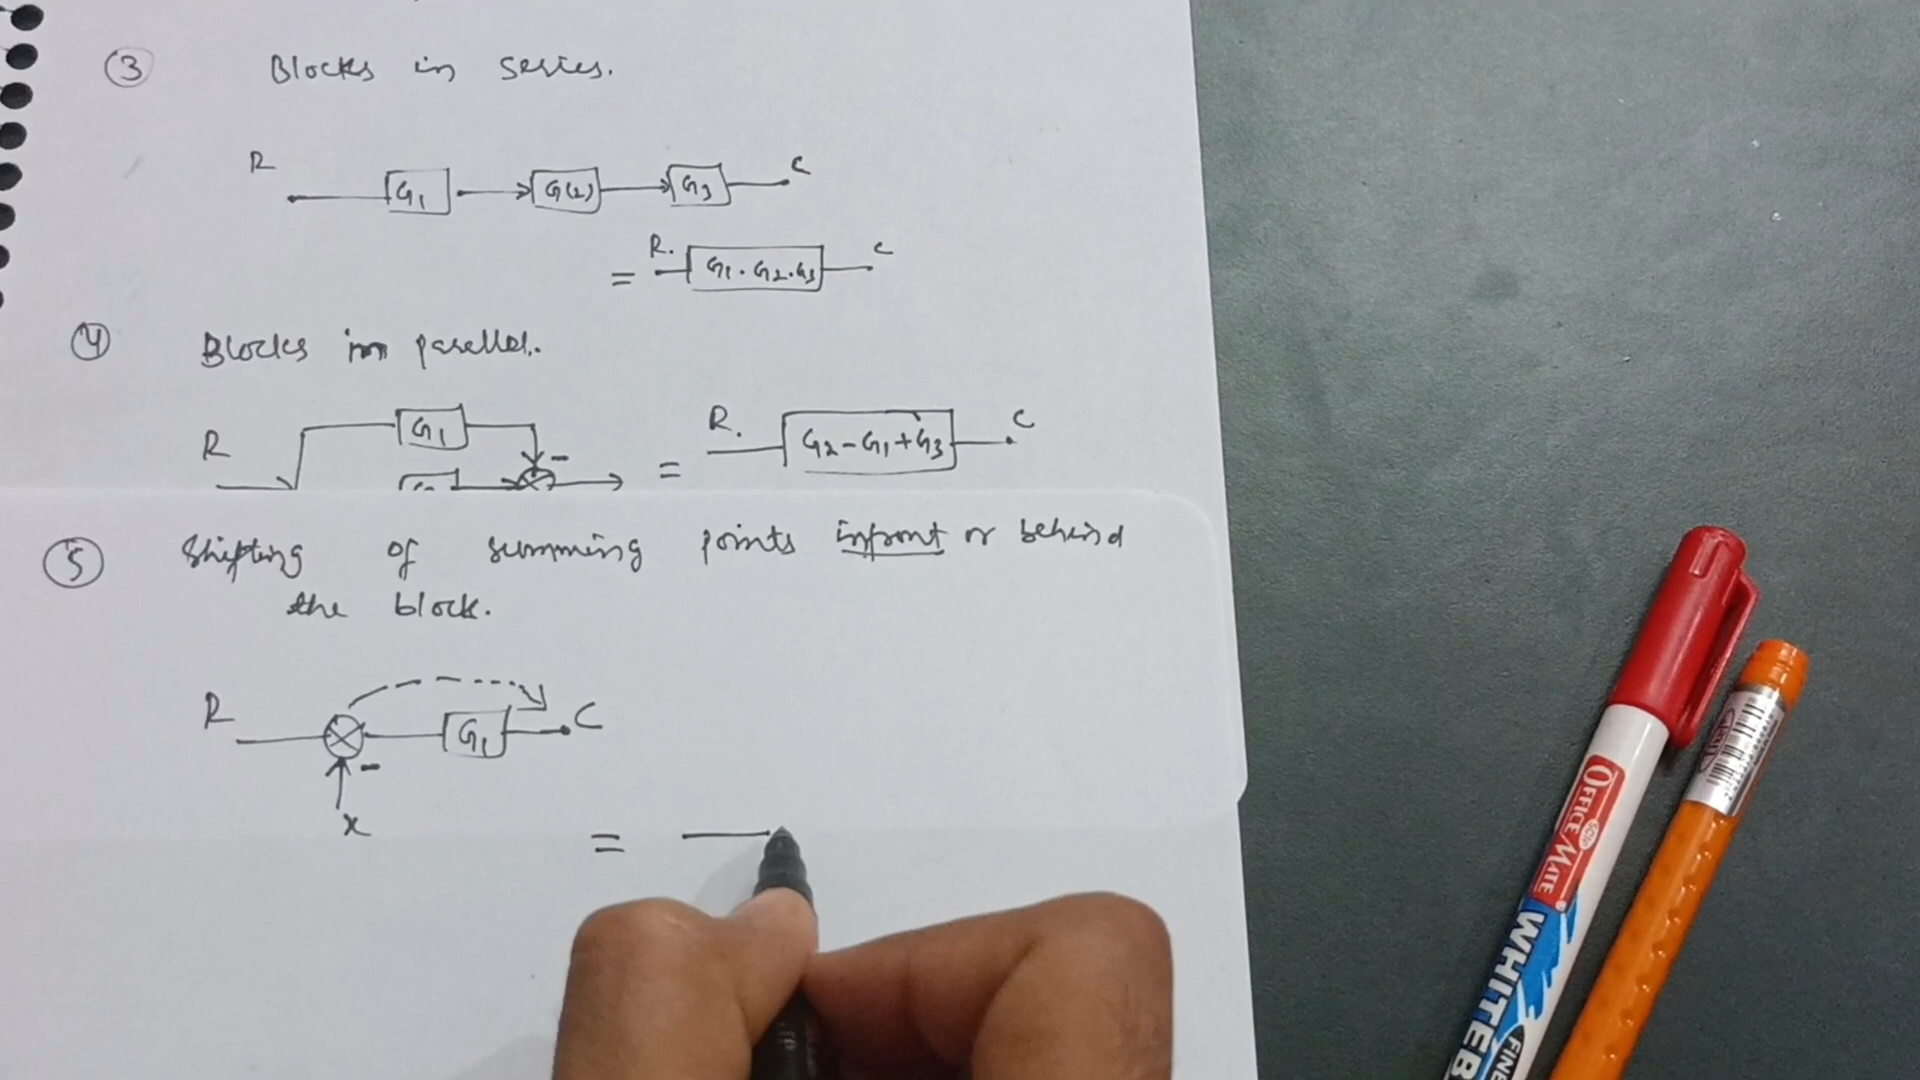 3 Blocks in series.
R G1 G(2) G3 C
= R. G1 . G2 . G3 C
4 Blocks in parallel.
R G1 - = R. G2 - G1 + G3 C
5 Shifting of summing points infront or behind
the block.
R G1 C
-
x
=
OFFICE MATE
SON
WHITEB
FINE